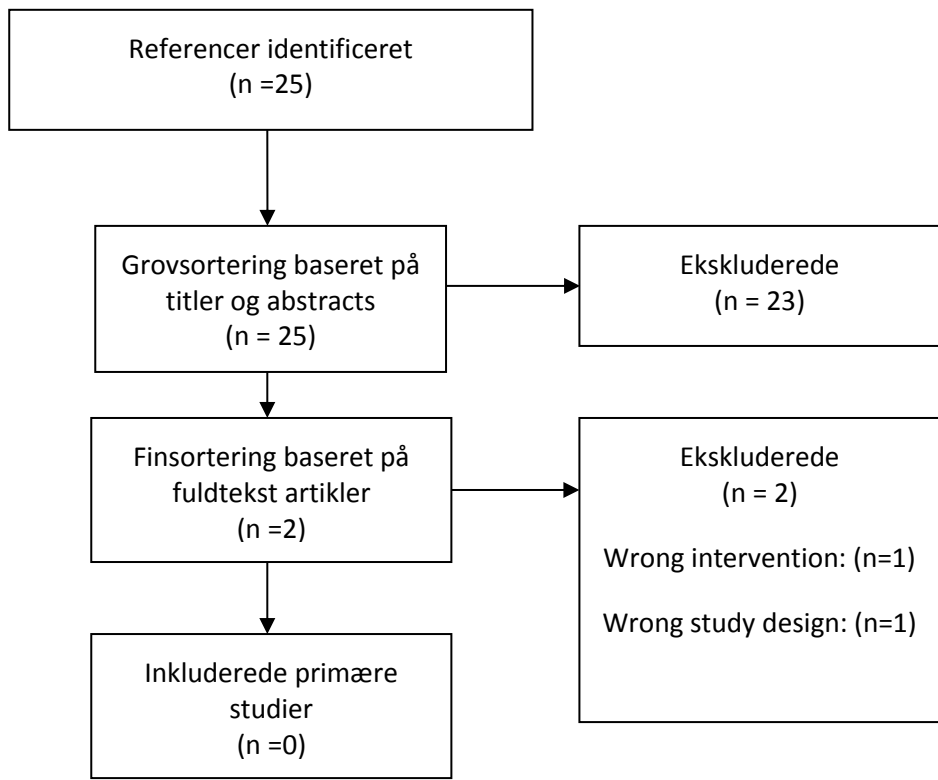 Referencer identificeret
(n =25)
Grovsortering baseret på
titler og abstracts
(n = 25)
Ekskluderede
(n = 23)
Finsortering baseret på
fuldtekst artikler
(n =2)
Ekskluderede
(n = 2)
Wrong intervention: (n=1)
Wrong study design: (n=1)
Inkluderede primære
studier
(n =0)